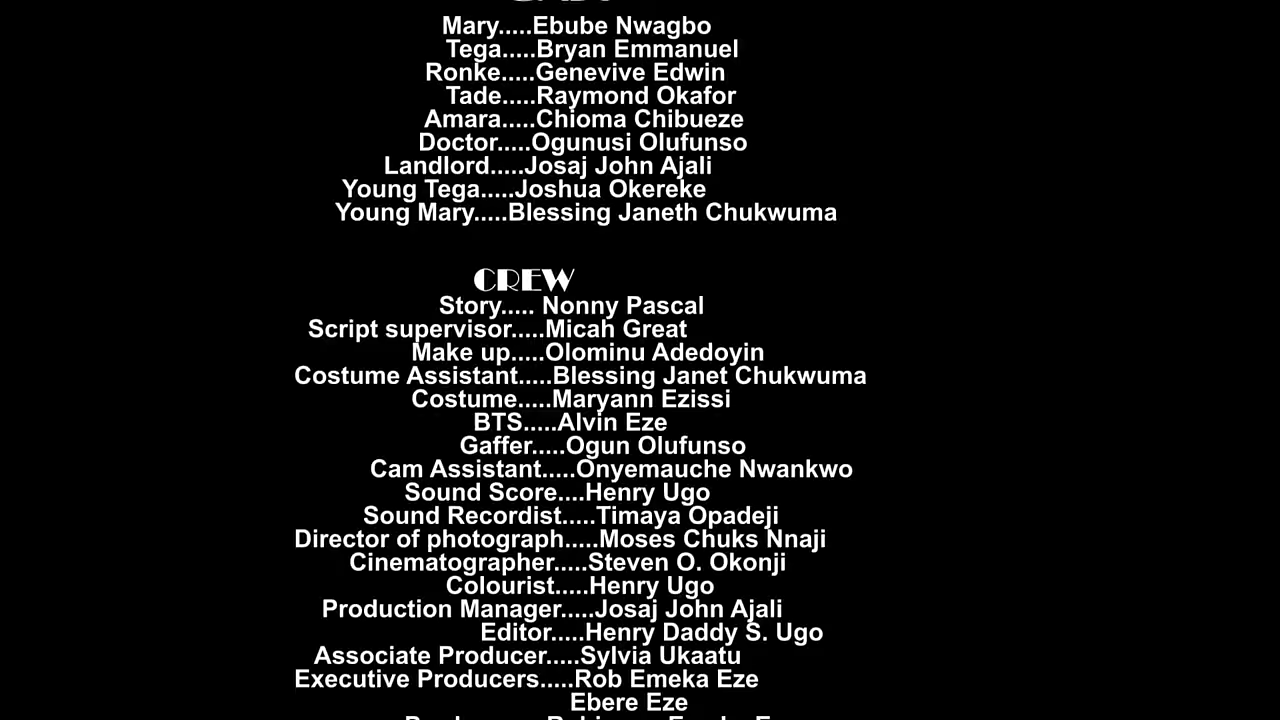 Mary.....Ebube Nwagbo
Tega.....Bryan Emmanuel
Ronke.....Genevive Edwin
Tade.....Raymond Okafor
Amara.....Chioma Chibueze
Doctor.....Ogunusi Olufunso
Landlord.....Josaj John Ajali
Young Tega.....Joshua Okereke
Young Mary.....Blessing Janeth Chukwuma
CREW
Story..... Nonny Pascal
Script supervisor.....Micah Great
Make up.....Olominu Adedoyin
Costume Assistant.....Blessing Janet Chukwuma
Costume.....Maryann Ezissi
BTS.....Alvin Eze
Gaffer.....Ogun Olufunso
Cam Assistant.....Onyemauche Nwankwo
Sound Score....Henry Ugo
Sound Recordist.....Timaya Opadeji
Director of photograph.....Moses Chuks Nnaji
Cinematographer.....Steven O. Okonji
Colourist.....Henry Ugo
Production Manager.....Josaj John Ajali
Editor.....Henry Daddy S. Ugo
Associate Producer.....Sylvia Ukaatu
Executive Producers.....Rob Emeka Eze
Ebere Eze